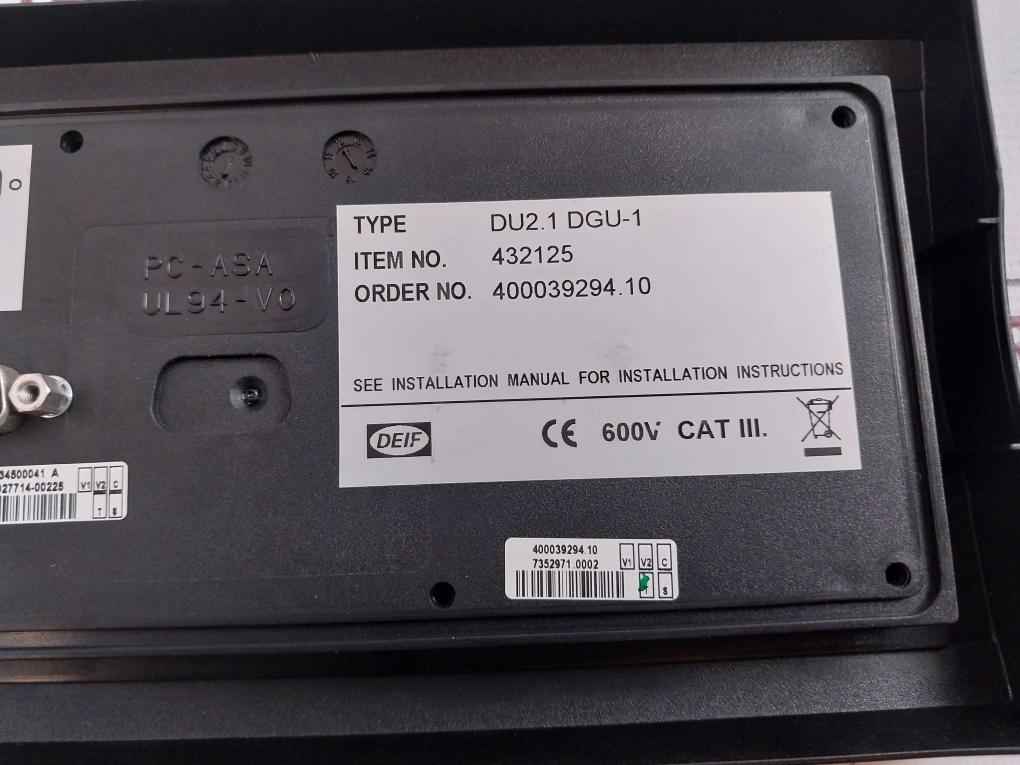 PC-ASA
UL94-V0
TYPE DU2.1 DGU-1
ITEM NO. 432125
ORDER NO. 400039294.10
SEE INSTALLATION MANUAL FOR INSTALLATION INSTRUCTIONS
DEIF CE 600V CAT III.
34500041 A
027714-00225
V1 V2 C
T S
400039294.10
7352971.0002
V1 V2 C
T S